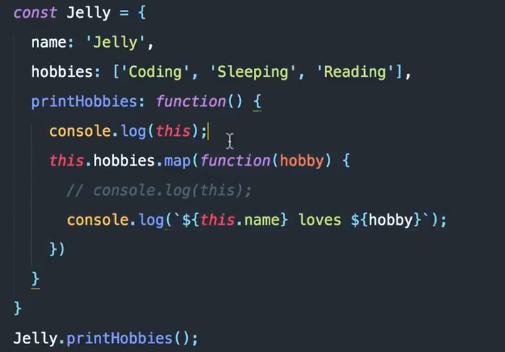 const Jelly = {
  name: 'Jelly',
  hobbies: ['Coding', 'Sleeping', 'Reading'],
  printHobbies: function() {
    console.log(this);
    this.hobbies.map(function(hobby) {
      // console.log(this);
      console.log(`${this.name} loves ${hobby}`);
    })
  }
}
Jelly.printHobbies();